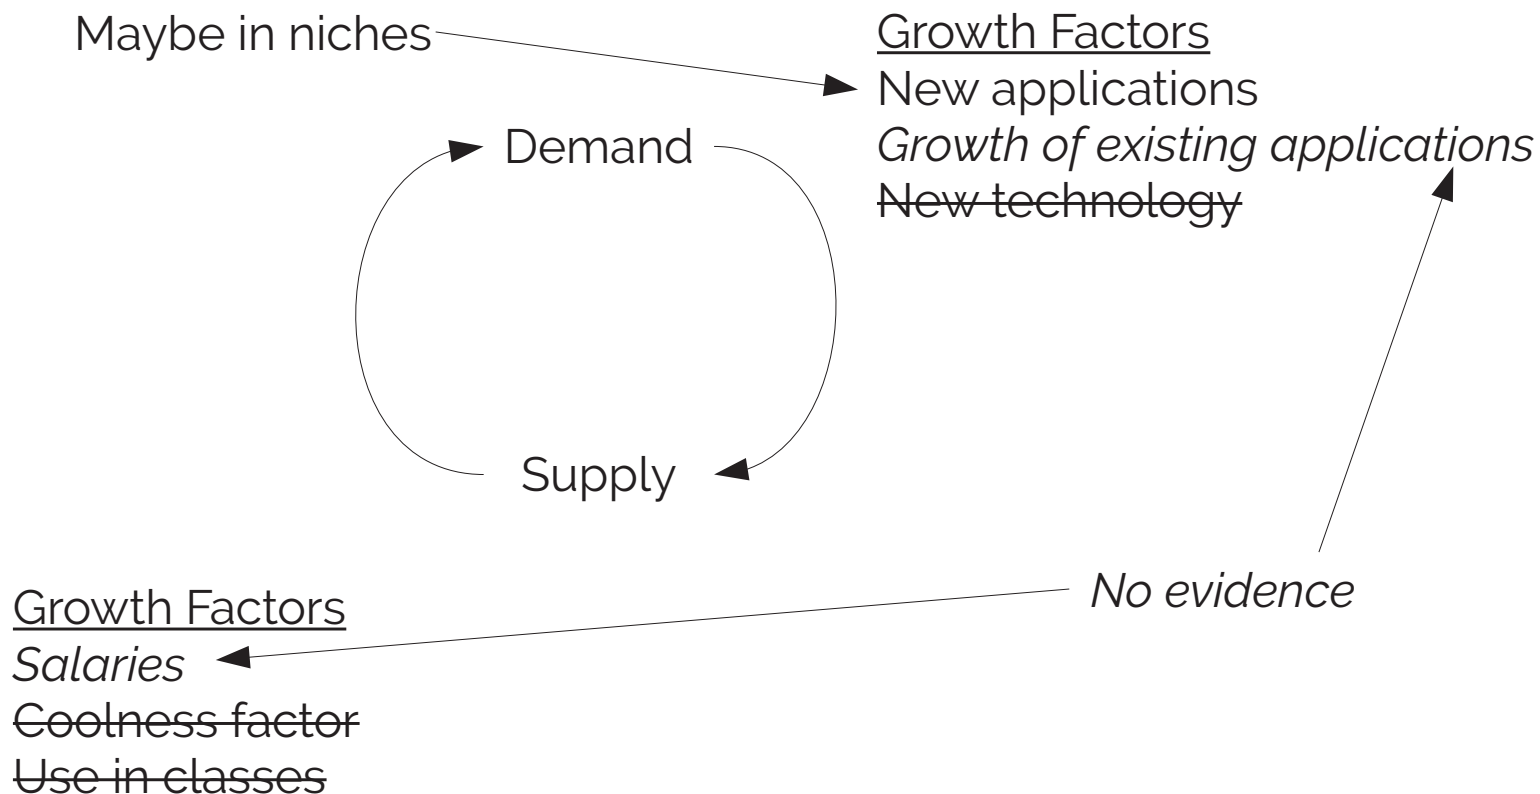 Maybe in niches
Growth Factors
New applications
Growth of existing applications
New technology
Demand
Supply
No evidence
Growth Factors
Salaries
Coolness factor
Use in classes